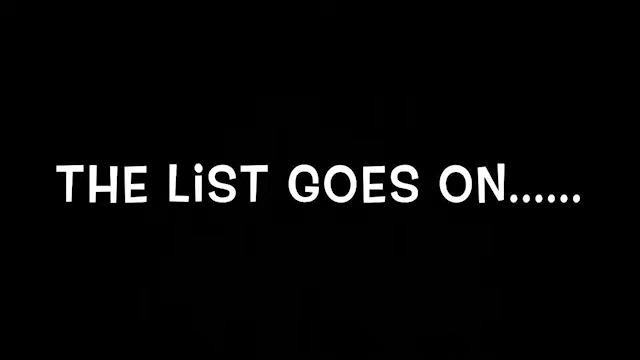 THE LiST GOES ON......